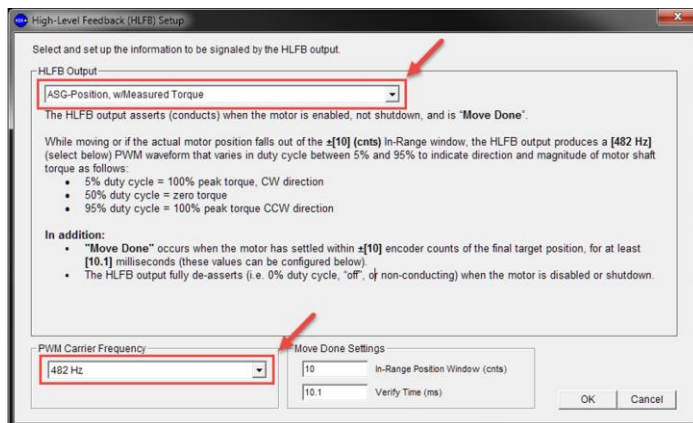 High-Level Feedback (HLFB) Setup
Select and set up the information to be signaled by the HLFB output.
HLFB Output
ASG-Position, w/Measured Torque
The HLFB output asserts (conducts) when the motor is enabled, not shutdown, and is "Move Done".
While moving or if the actual motor position falls out of the ±[10] (cnts) In-Range window, the HLFB output produces a [482 Hz]
(select below) PWM waveform that varies in duty cycle between 5% and 95% to indicate direction and magnitude of motor shaft
torque as follows:
• 5% duty cycle = 100% peak torque, CW direction
• 50% duty cycle = zero torque
• 95% duty cycle = 100% peak torque CCW direction
In addition:
• "Move Done" occurs when the motor has settled within ±[10] encoder counts of the final target position, for at least
[10.1] milliseconds (these values can be configured below).
• The HLFB output fully de-asserts (i.e. 0% duty cycle, "off", or non-conducting) when the motor is disabled or shutdown.
PWM Carrier Frequency
482 Hz
Move Done Settings
10 In-Range Position Window (cnts)
10.1 Verify Time (ms)
OK Cancel